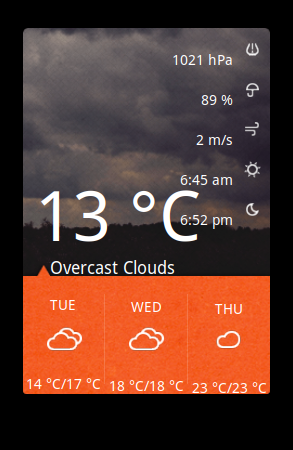 1021 hPa
89 %
2 m/s
6:45 am
13 °C
6:52 pm
Overcast Clouds
TUE
WED
THU
14 °C/17 °C
18 °C/18 °C
23 °C/23 °C